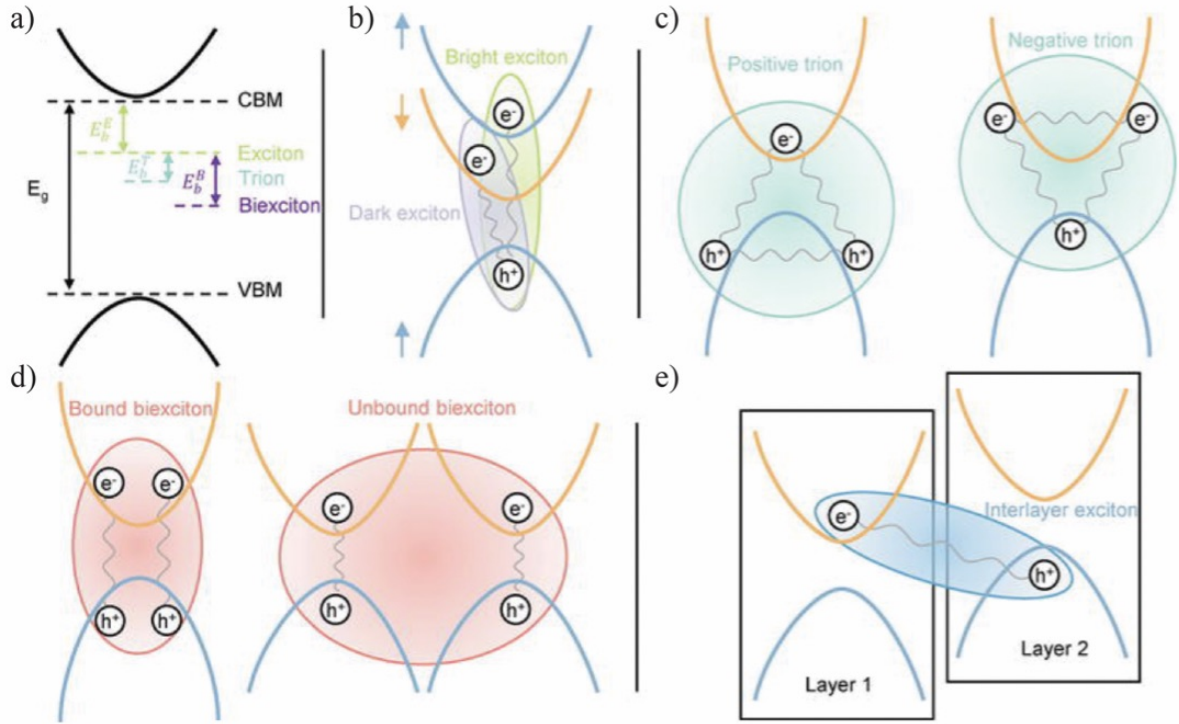 a)
CBM
E_b^E
Exciton
E_b^T
Trion
E_b^B
Biexciton
E_g
VBM
b)
Bright exciton
e-
e-
Dark exciton
h+
c)
Positive trion
e-
h+
h+
Negative trion
e-
e-
h+
d)
Bound biexciton
e-
e-
h+
h+
Unbound biexciton
e-
e-
h+
h+
e)
e-
Interlayer exciton
h+
Layer 1
Layer 2